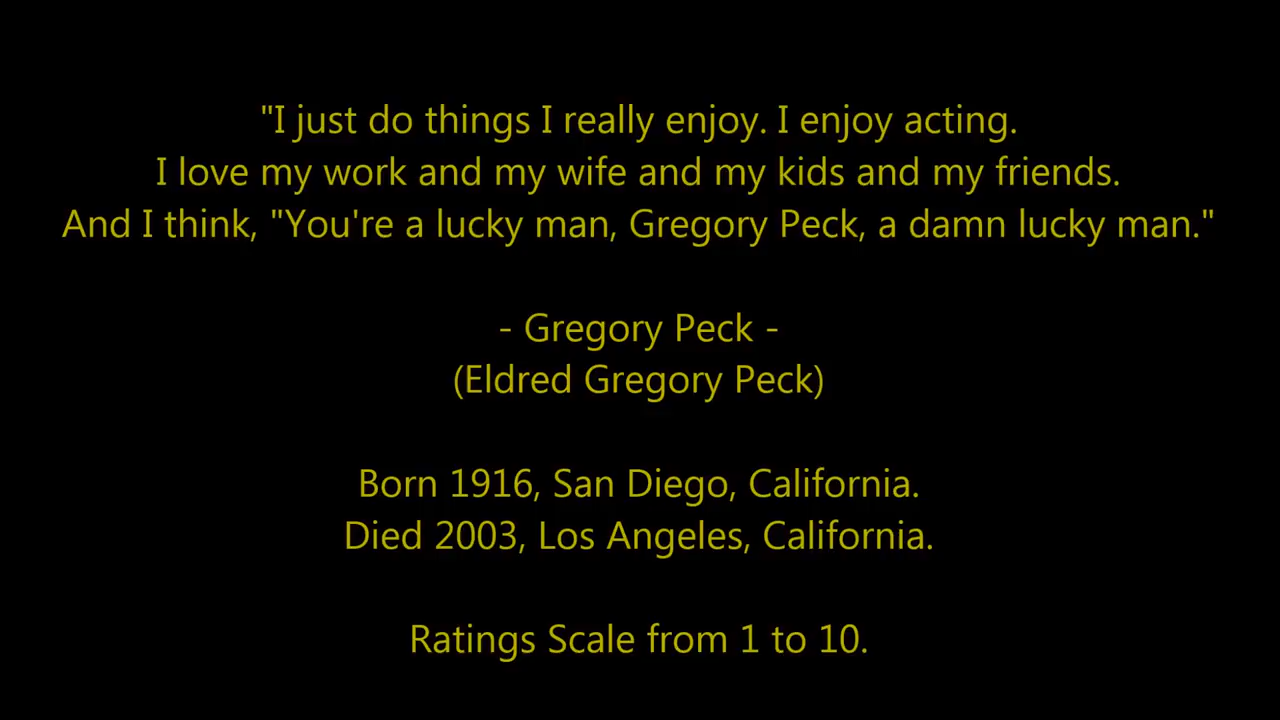 "I just do things I really enjoy. I enjoy acting.
I love my work and my wife and my kids and my friends.
And I think, "You're a lucky man, Gregory Peck, a damn lucky man."
- Gregory Peck -
(Eldred Gregory Peck)
Born 1916, San Diego, California.
Died 2003, Los Angeles, California.
Ratings Scale from 1 to 10.